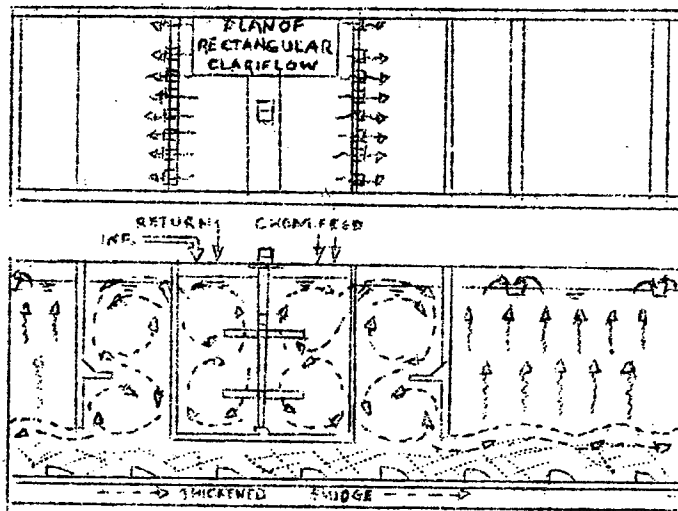 PLAN OF
RECTANGULAR
CLARIFLOW
RETURN
CHEM. FEED
INF.
THICKENED SLUDGE